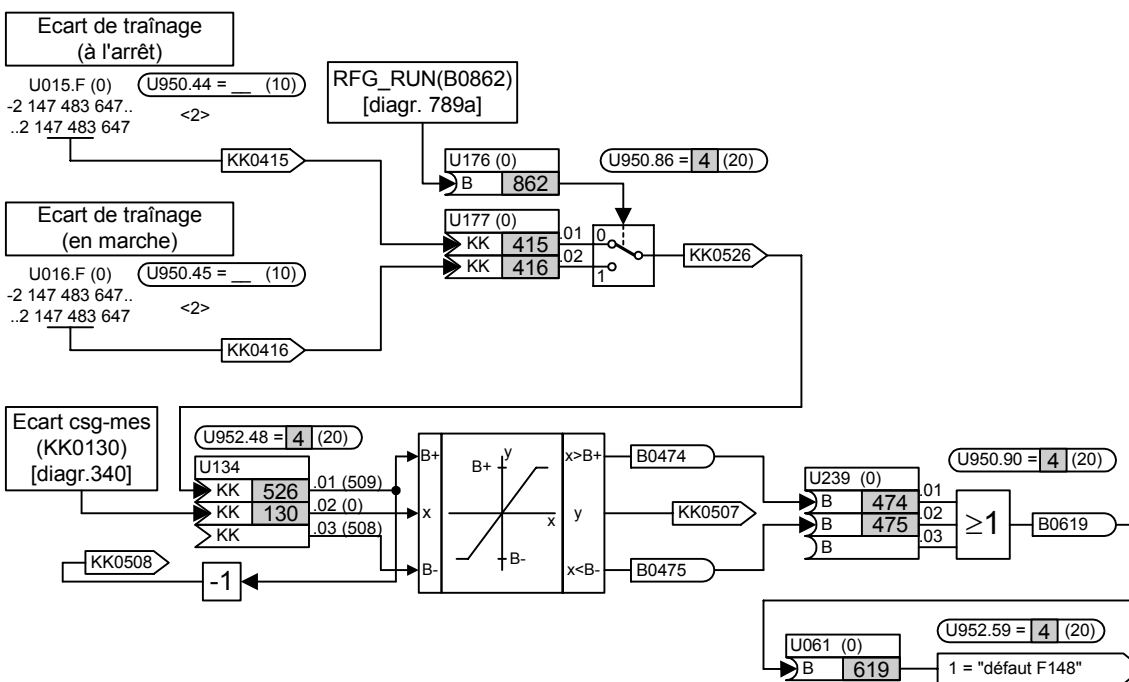 Ecart de traînage
(à l'arrêt)
U015.F (0)
U950.44 = __ (10)
-2 147 483 647..
..2 147 483 647
<2>
KK0415
RFG_RUN(B0862)
[diagr. 789a]
U176 (0)
B 862
U950.86 = 4 (20)
Ecart de traînage
(en marche)
U177 (0)
KK 415 .01
KK 416 .02
0
1
KK0526
U016.F (0)
U950.45 = __ (10)
-2 147 483 647..
..2 147 483 647
<2>
KK0416
Ecart csg-mes
(KK0130)
[diagr.340]
U952.48 = 4 (20)
U134
KK 526 .01 (509)
KK 130 .02 (0)
KK .03 (508)
KK0508
-1
B+
x
B-
B+
y
x
B-
x>B+
y
x<B-
B0474
KK0507
B0475
U950.90 = 4 (20)
U239 (0)
B 474 .01
B 475 .02
B .03
≥1
B0619
U952.59 = 4 (20)
U061 (0)
B 619
1 = "défaut F148"